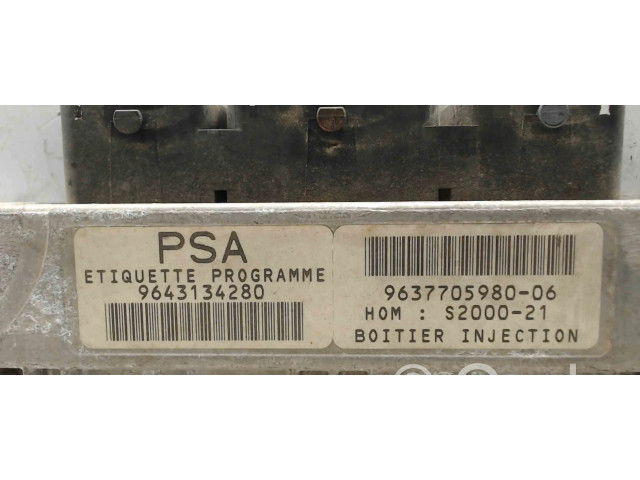 PSA
ETIQUETTE PROGRAMME
9643134280
9637705980-06
HOM : S2000-21
BOITIER INJECTION